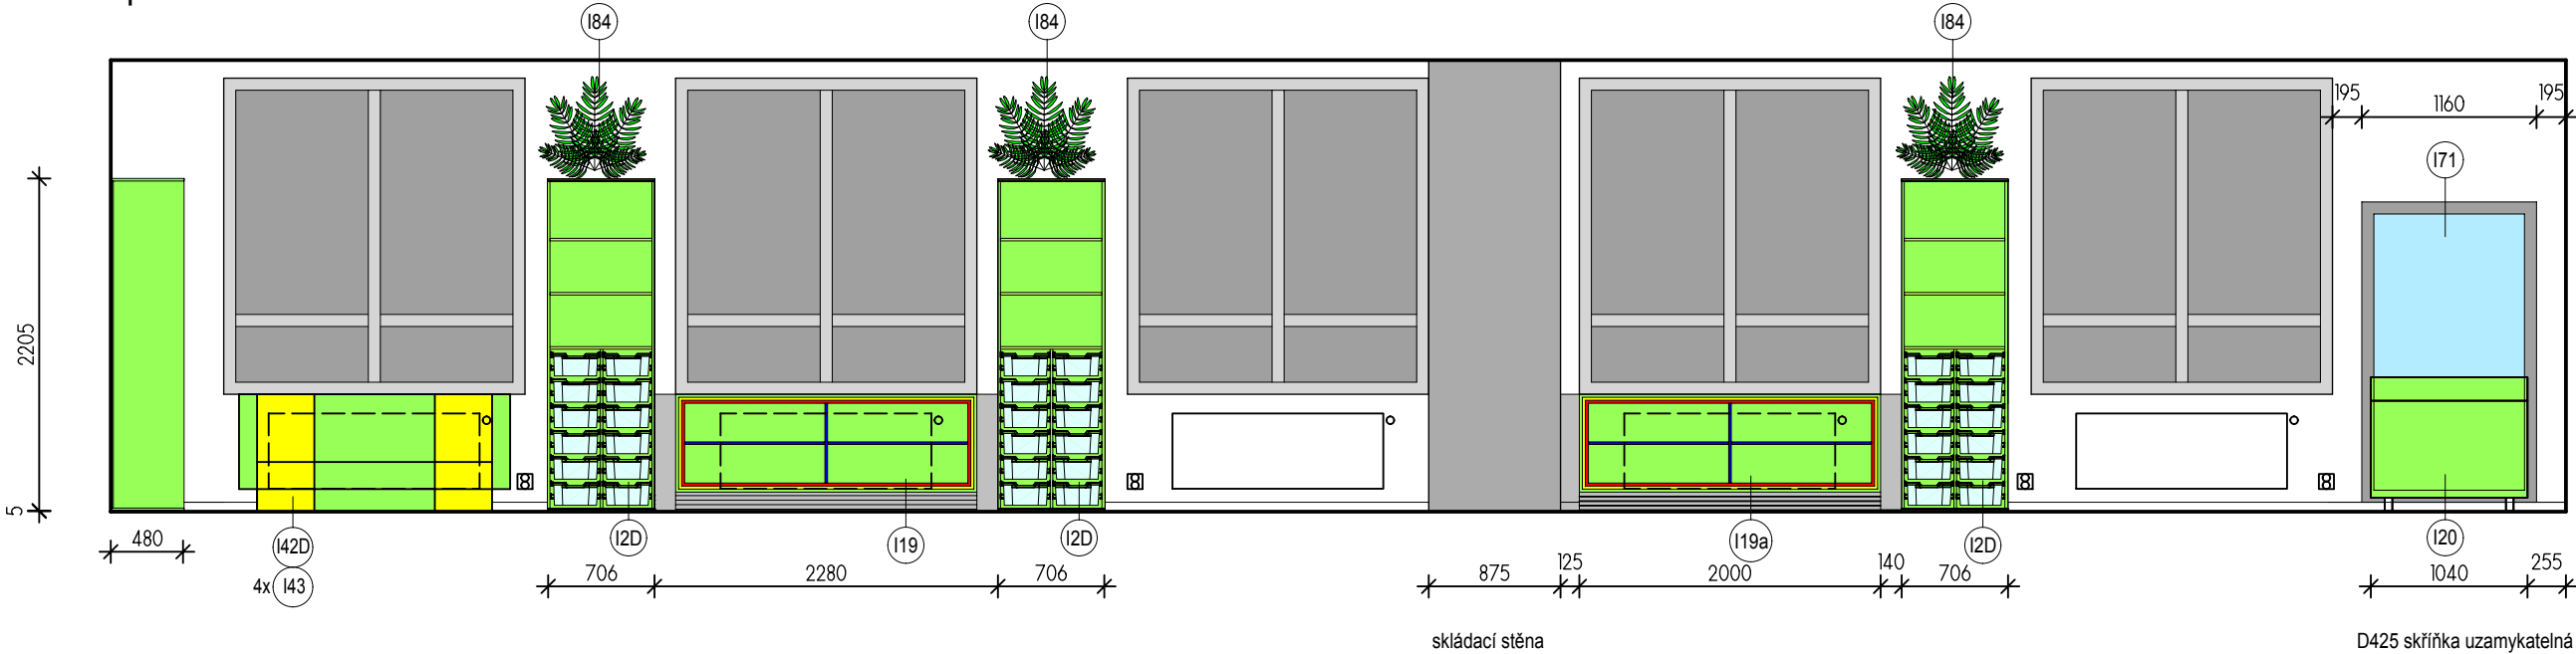 I84 I84 I84
195 1160 195
I71
2205
5
480 I42D I2D I19 I2D I19a I2D I20
4x I43 706 2280 706 875 125 2000 140 706 1040 255
skládací stěna D425 skříňka uzamykatelná